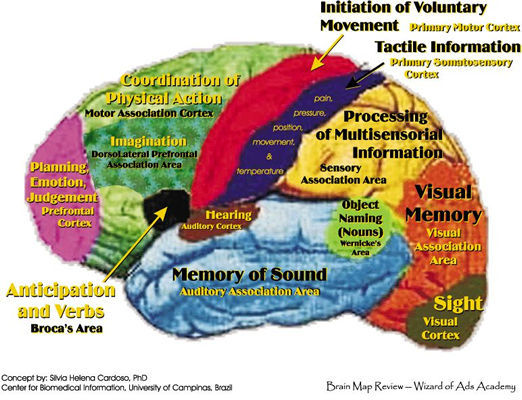 Initiation of Voluntary
Movement Primary Motor Cortex
Tactile Information
Primary Somatosensory
Cortex
Coordination of
Physical Action
Motor Association Cortex
pain,
pressure,
position,
movement,
&
temperature
Processing
of Multisensorial
Information
Sensory
Association Area
Imagination
DorsoLateral Prefrontal
Association Area
Planning,
Emotion,
Judgement
Prefrontal
Cortex
Hearing
Auditory Cortex
Object
Naming
(Nouns)
Wernicke's
Area
Visual
Memory
Visual
Association
Area
Memory of Sound
Auditory Association Area
Anticipation
and Verbs
Broca's Area
Sight
Visual
Cortex
Concept by: Silvia Helena Cardoso, PhD
Center for Biomedical Information, University of Campinas, Brazil
Brain Map Review – Wizard of Ads Academy